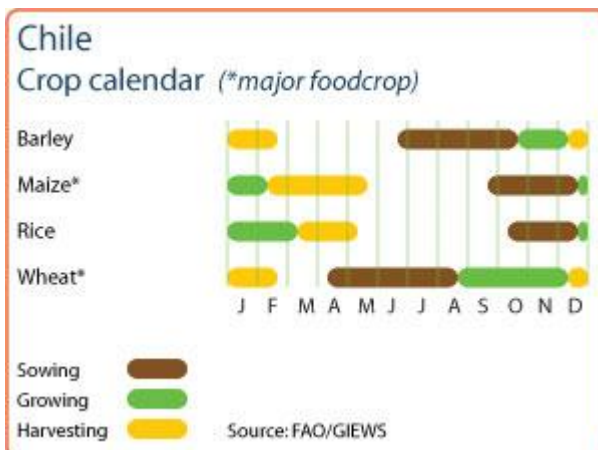 Chile
Crop calendar (*major foodcrop)
Barley
Maize*
Rice
Wheat*
J F M A M J J A S O N D
Sowing
Growing
Harvesting Source: FAO/GIEWS